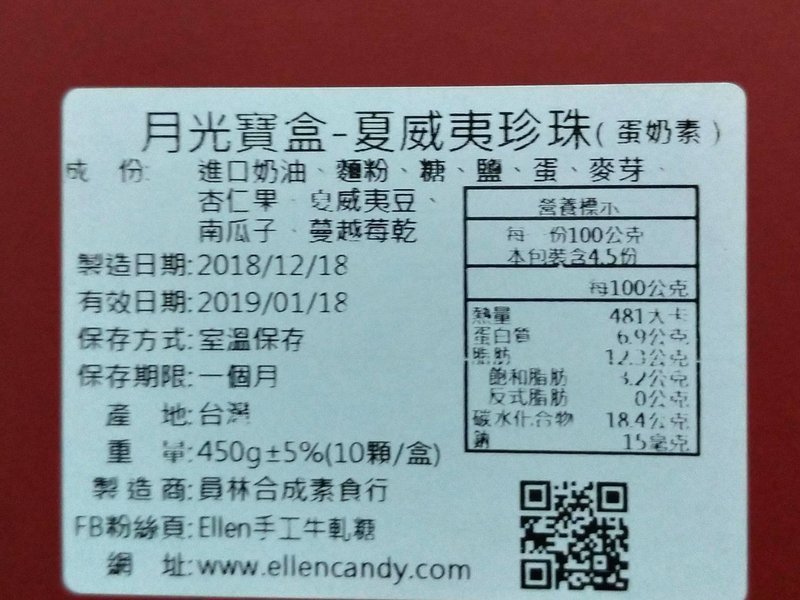 月光寶盒-夏威夷珍珠(蛋奶素)
成 份: 進口奶油、麵粉、糖、鹽、蛋、麥芽、
杏仁果、夏威夷豆、
南瓜子、蔓越莓乾
製造日期:2018/12/18
有效日期:2019/01/18
保存方式:室溫保存
保存期限:一個月
產 地:台灣
重 量:450g±5%(10顆/盒)
製造商:員林合成素食行
FB粉絲頁:Ellen手工牛軋糖
網 址:www.ellencandy.com
營養標示
每一份100公克
本包裝含4.5份
每100公克
熱量 481大卡
蛋白質 6.9公克
脂肪 12.3公克
飽和脂肪 3.2公克
反式脂肪 0公克
碳水化合物 18.4公克
鈉 15毫克